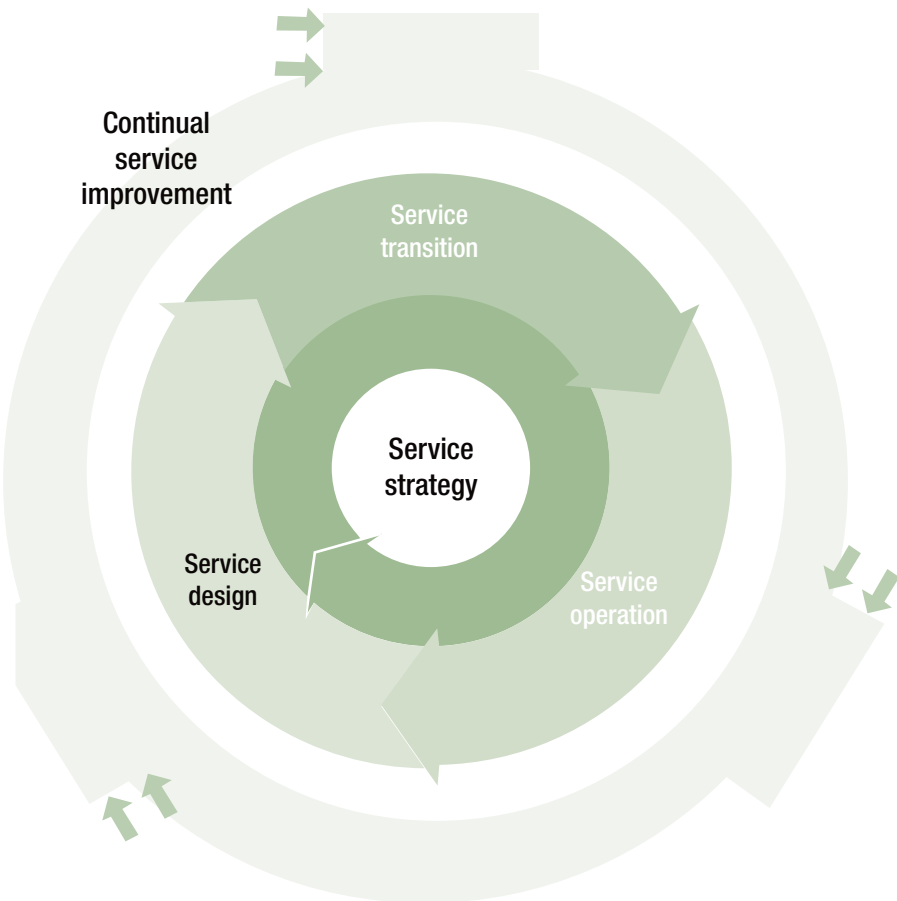 Continual
service
improvement
Service
transition
Service
strategy
Service
design
Service
operation